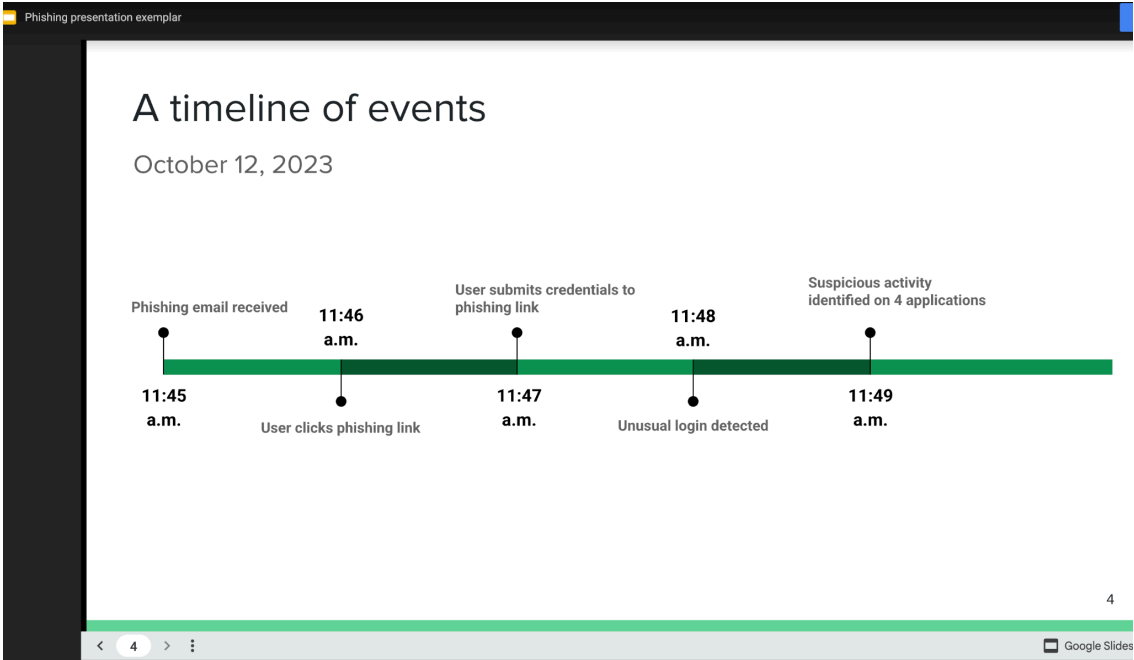 Phishing presentation exemplar
A timeline of events
October 12, 2023
Phishing email received
11:45
a.m.
11:46
a.m.
User clicks phishing link
User submits credentials to
phishing link
11:47
a.m.
11:48
a.m.
Unusual login detected
Suspicious activity
identified on 4 applications
11:49
a.m.
4
4
Google Slides